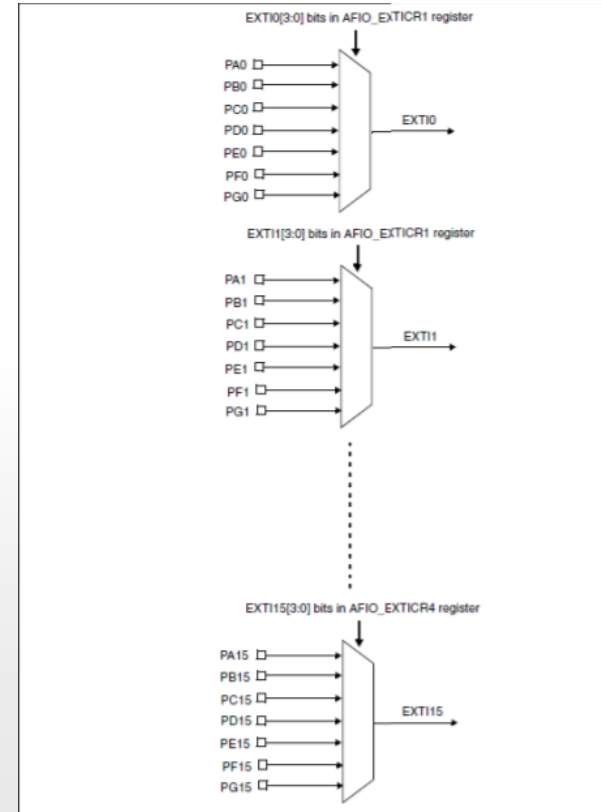 EXTI0[3:0] bits in AFIO_EXTICR1 register
PA0
PB0
PC0
PD0
PE0
PF0
PG0
EXTI0
EXTI1[3:0] bits in AFIO_EXTICR1 register
PA1
PB1
PC1
PD1
PE1
PF1
PG1
EXTI1
EXTI15[3:0] bits in AFIO_EXTICR4 register
PA15
PB15
PC15
PD15
PE15
PF15
PG15
EXTI15